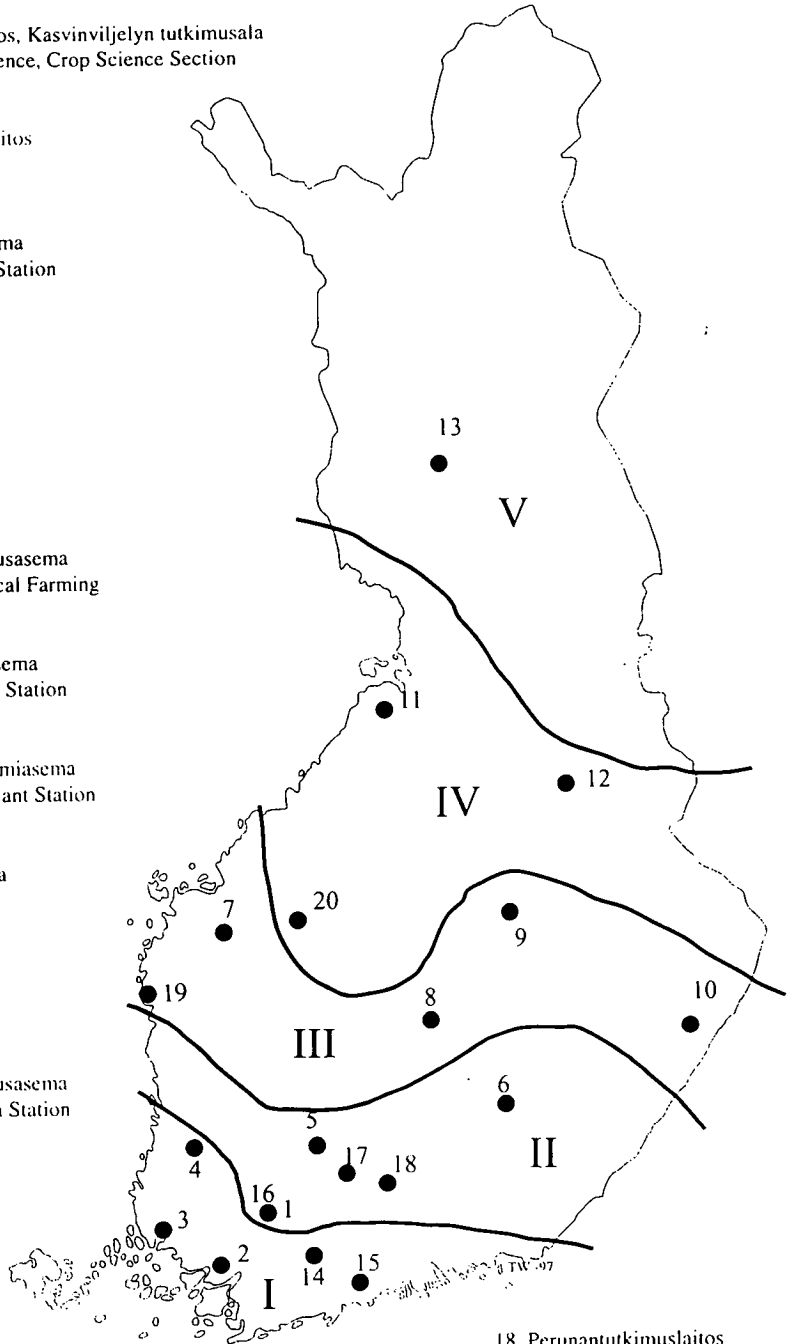 os, Kasvinviljelyn tutkimusala
ence, Crop Science Section
itos
ma
Station
usasema
cal Farming
ema
Station
miasema
ant Station
a
usasema
Station
13
V
11
12
IV
20
7
9
19
8
10
III
6
5
II
4
17
18
16
1
3
2
14
15
I
TW -97
18. Perunantutkimuslaitos